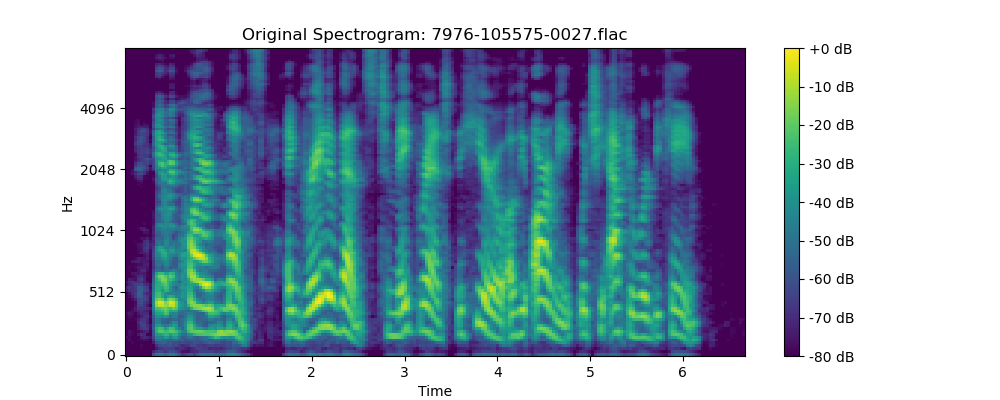 Original Spectrogram: 7976-105575-0027.flac
Hz
4096
2048
1024
512
0
0 1 2 3 4 5 6
Time
+0 dB
-10 dB
-20 dB
-30 dB
-40 dB
-50 dB
-60 dB
-70 dB
-80 dB